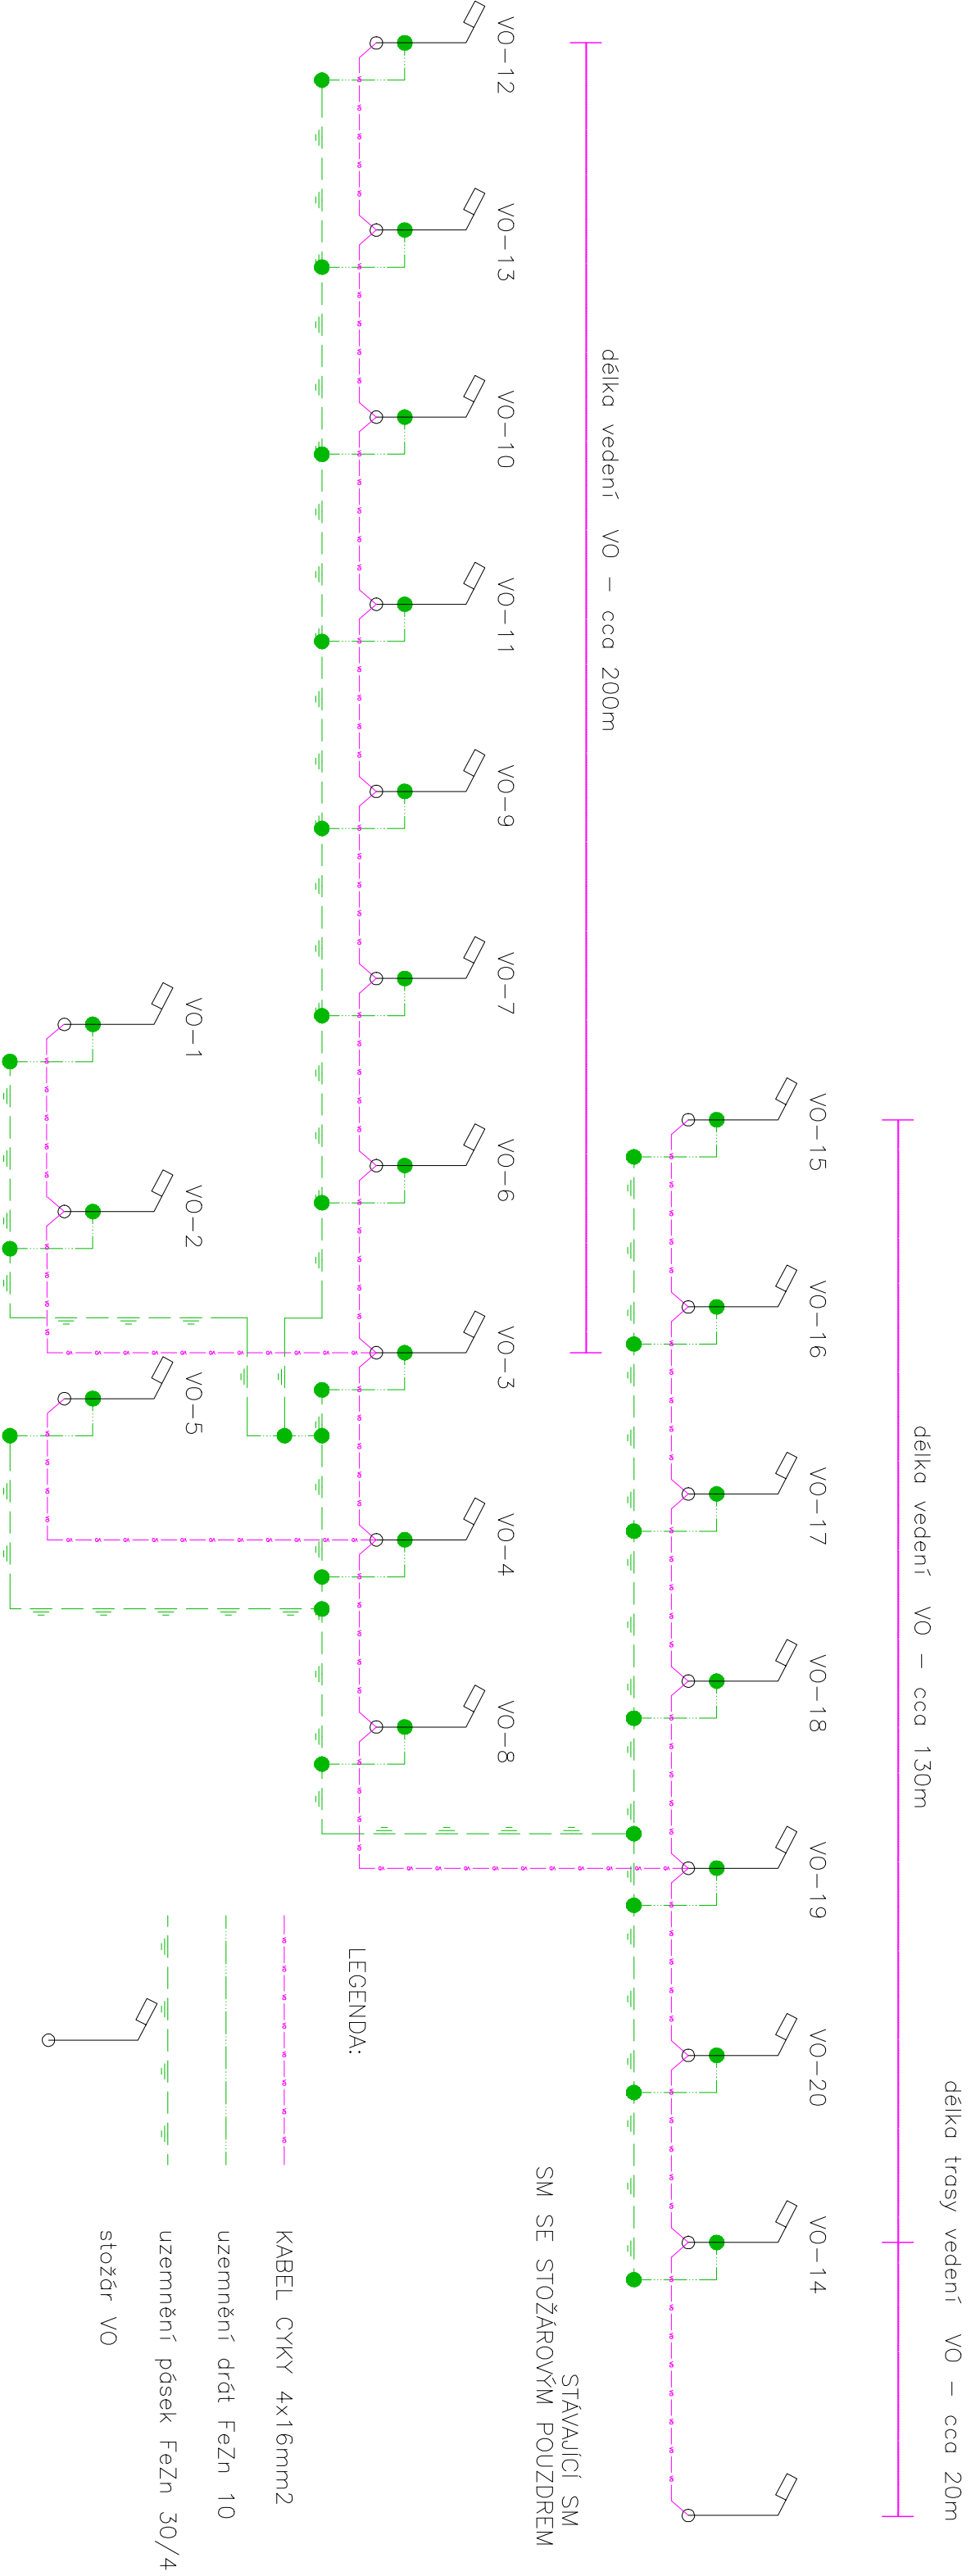 délka trasy vedení VO - cca 20m
délka vedení VO - cca 130m
VO-15
VO-16
VO-17
VO-18
VO-19
VO-20
VO-14
délka vedení VO - cca 200m
STÁVAJÍCÍ SM
SM SE STOŽÁROVÝM POUZDREM
VO-12
VO-13
VO-10
VO-11
VO-9
VO-7
VO-6
VO-3
VO-4
VO-8
LEGENDA:
KABEL CYKY 4x16mm2
uzemnění drát FeZn 10
uzemnění pásek FeZn 30/4
stožár VO
VO-1
VO-2
VO-5